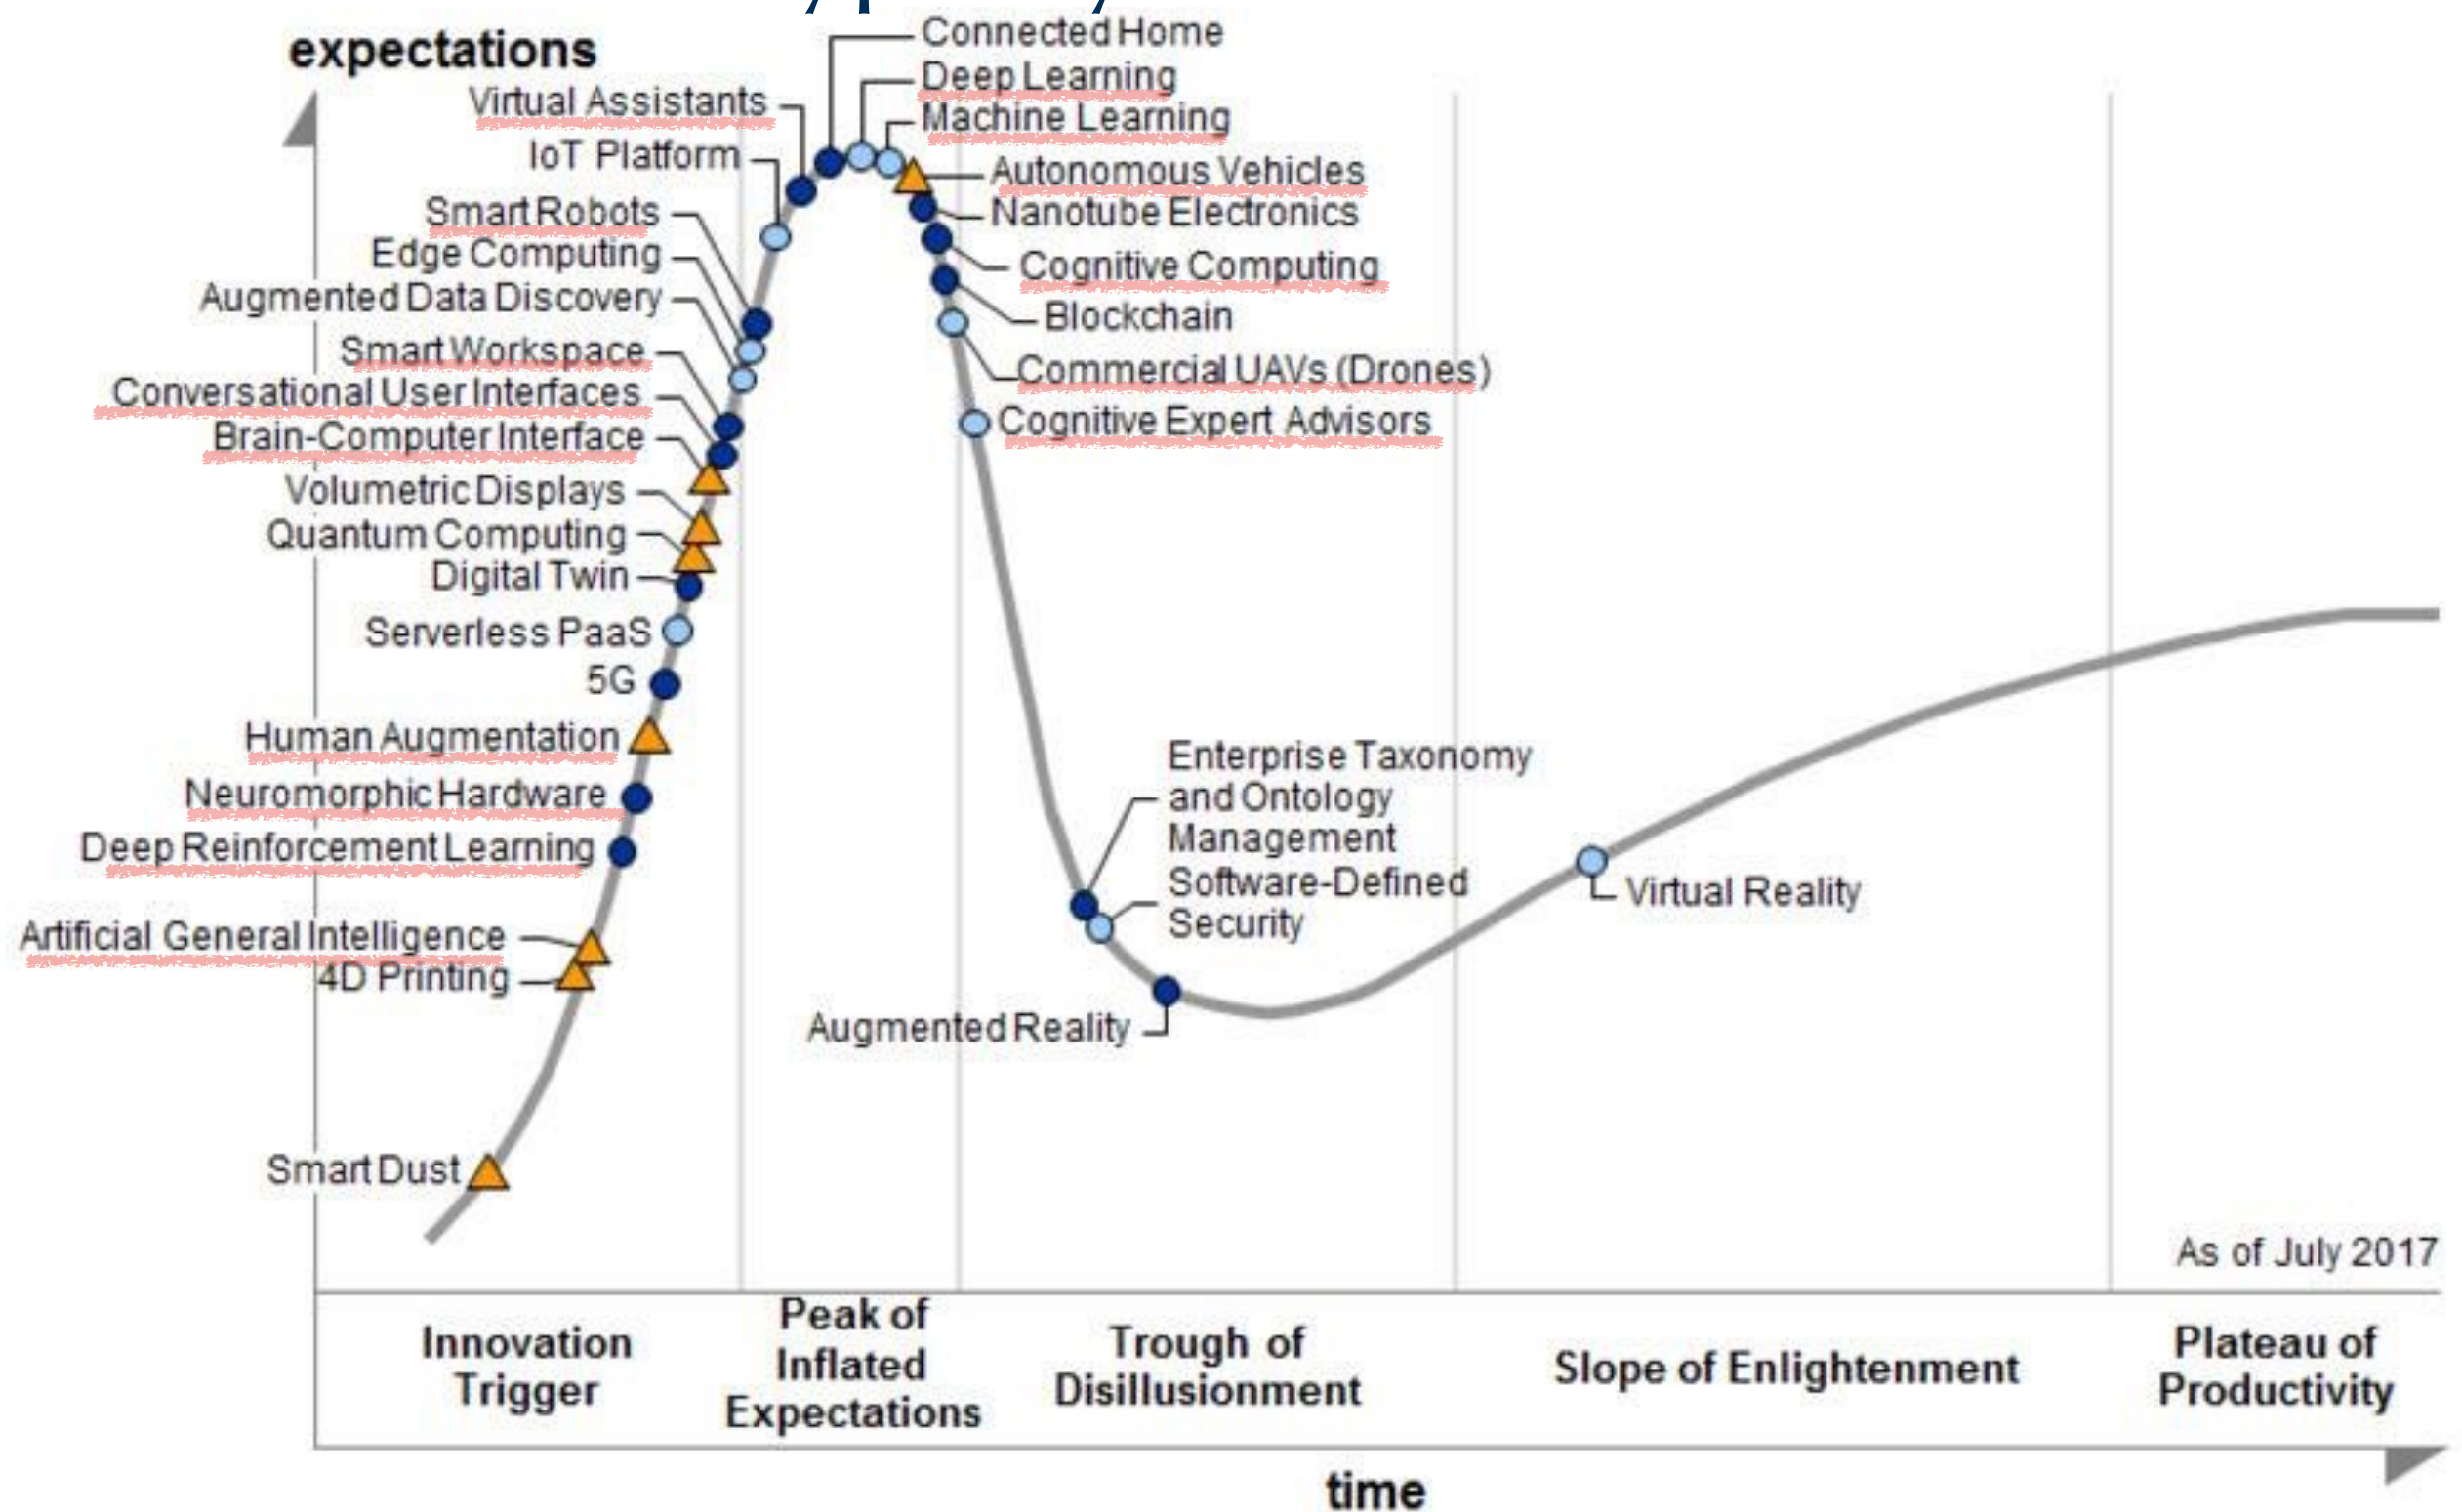 expectations
Connected Home
Deep Learning
Virtual Assistants
Machine Learning
IoT Platform
Autonomous Vehicles
Smart Robots
Nanotube Electronics
Edge Computing
Cognitive Computing
Augmented Data Discovery
Blockchain
Smart Workspace
Commercial UAVs (Drones)
Conversational User Interfaces
Cognitive Expert Advisors
Brain-Computer Interface
Volumetric Displays
Quantum Computing
Digital Twin
Serverless PaaS
5G
Human Augmentation
Neuromorphic Hardware
Deep Reinforcement Learning
Artificial General Intelligence
4D Printing
Smart Dust
Enterprise Taxonomy
and Ontology
Management
Software-Defined
Security
Augmented Reality
Virtual Reality
As of July 2017
Innovation
Trigger
Peak of
Inflated
Expectations
Trough of
Disillusionment
Slope of Enlightenment
Plateau of
Productivity
time